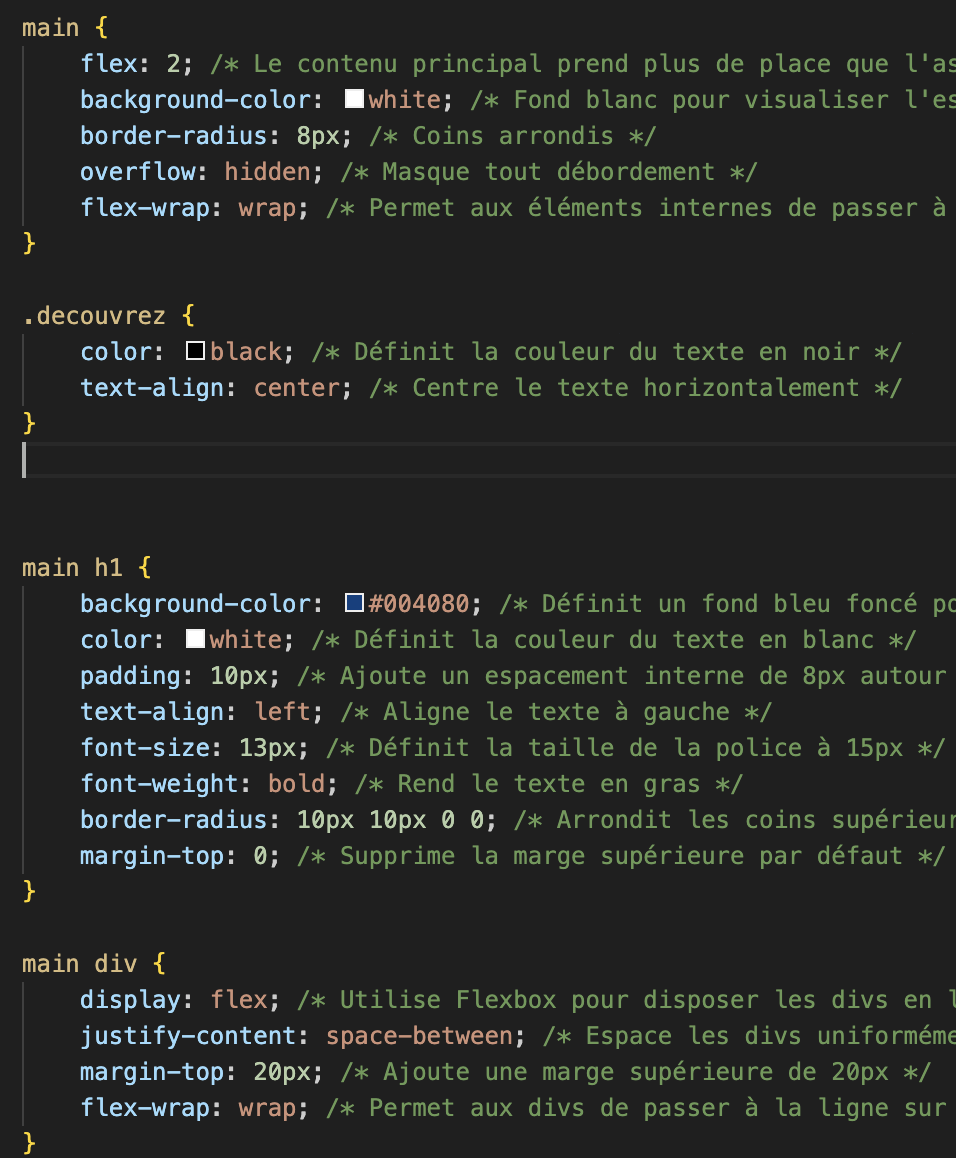 main {
    flex: 2; /* Le contenu principal prend plus de place que l'as
    background-color: white; /* Fond blanc pour visualiser l'es
    border-radius: 8px; /* Coins arrondis */
    overflow: hidden; /* Masque tout débordement */
    flex-wrap: wrap; /* Permet aux éléments internes de passer à
}
.decouvrez {
    color: black; /* Définit la couleur du texte en noir */
    text-align: center; /* Centre le texte horizontalement */
}
main h1 {
    background-color: #004080; /* Définit un fond bleu foncé po
    color: white; /* Définit la couleur du texte en blanc */
    padding: 10px; /* Ajoute un espacement interne de 8px autour
    text-align: left; /* Aligne le texte à gauche */
    font-size: 13px; /* Définit la taille de la police à 15px */
    font-weight: bold; /* Rend le texte en gras */
    border-radius: 10px 10px 0 0; /* Arrondit les coins supérieur
    margin-top: 0; /* Supprime la marge supérieure par défaut */
}
main div {
    display: flex; /* Utilise Flexbox pour disposer les divs en l
    justify-content: space-between; /* Espace les divs uniforméme
    margin-top: 20px; /* Ajoute une marge supérieure de 20px */
    flex-wrap: wrap; /* Permet aux divs de passer à la ligne sur
}